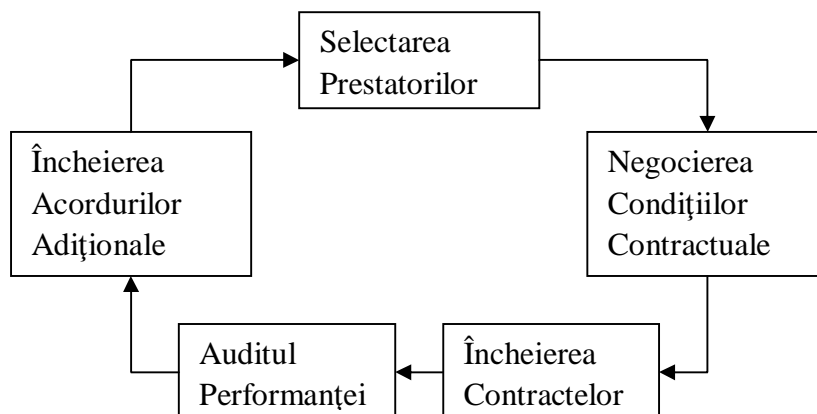 Selectarea
Prestatorilor
Negocierea
Condiţiilor
Contractuale
Încheierea
Contractelor
Auditul
Performanţei
Încheierea
Acordurilor
Adiţionale